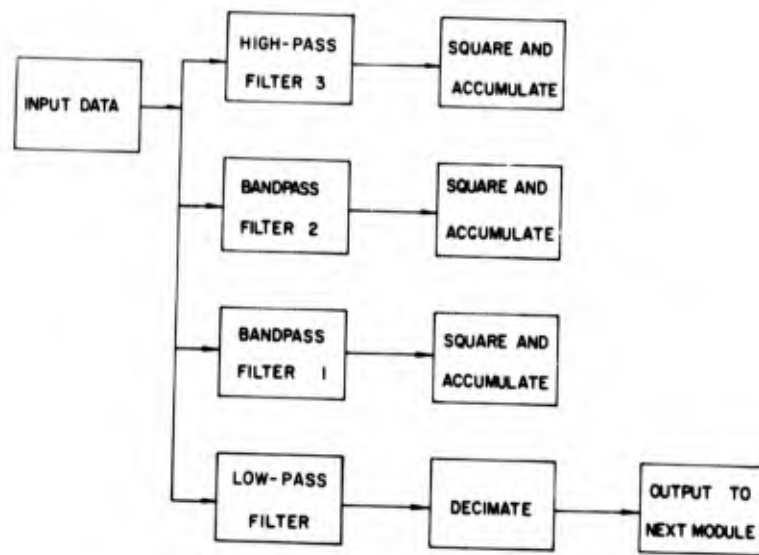 INPUT DATA
HIGH-PASS
FILTER 3
SQUARE AND
ACCUMULATE
BANDPASS
FILTER 2
SQUARE AND
ACCUMULATE
BANDPASS
FILTER 1
SQUARE AND
ACCUMULATE
LOW-PASS
FILTER
DECIMATE
OUTPUT TO
NEXT MODULE